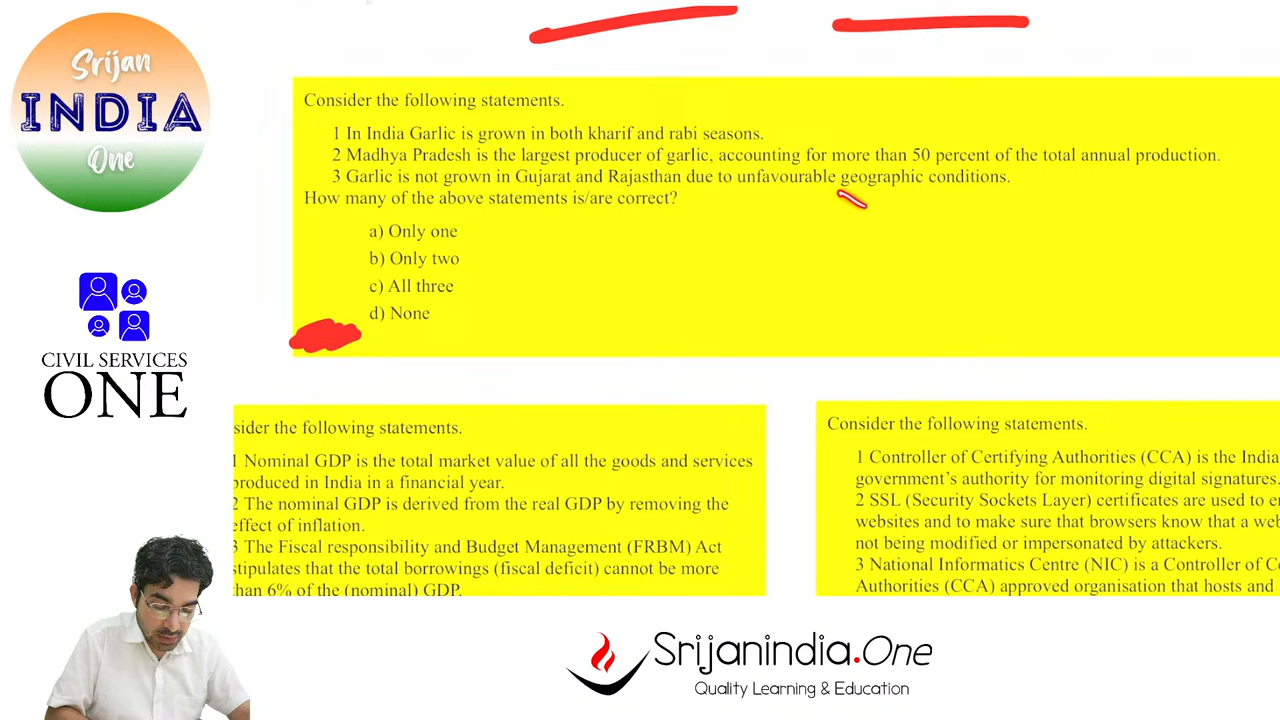 Srijan
INDIA
One
CIVIL SERVICES
ONE
Consider the following statements.
1 In India Garlic is grown in both kharif and rabi seasons.
2 Madhya Pradesh is the largest producer of garlic, accounting for more than 50 percent of the total annual production.
3 Garlic is not grown in Gujarat and Rajasthan due to unfavourable geographic conditions.
How many of the above statements is/are correct?
a) Only one
b) Only two
c) All three
d) None
sider the following statements.
1 Nominal GDP is the total market value of all the goods and services
produced in India in a financial year.
2 The nominal GDP is derived from the real GDP by removing the
effect of inflation.
3 The Fiscal responsibility and Budget Management (FRBM) Act
stipulates that the total borrowings (fiscal deficit) cannot be more
than 6% of the (nominal) GDP.
Consider the following statements.
1 Controller of Certifying Authorities (CCA) is the India
government's authority for monitoring digital signatures.
2 SSL (Security Sockets Layer) certificates are used to en
websites and to make sure that browsers know that a web
not being modified or impersonated by attackers.
3 National Informatics Centre (NIC) is a Controller of Ce
Authorities (CCA) approved organisation that hosts and
Srijanindia.One
Quality Learning & Education